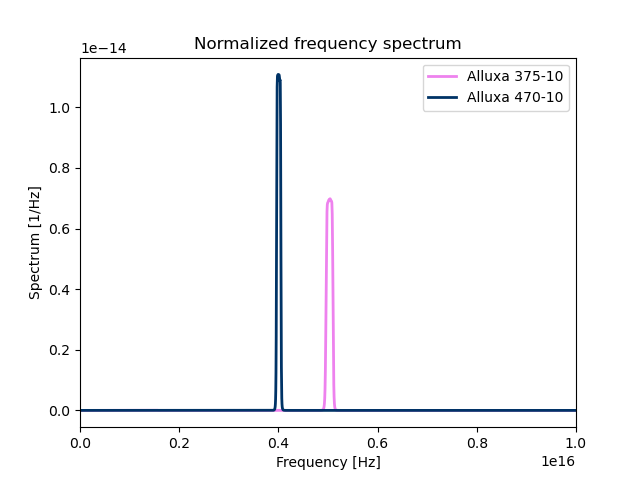 Normalized frequency spectrum
1e−14
Alluxa 375-10
Alluxa 470-10
1.0
0.8
0.6
0.4
0.2
0.0
Spectrum [1/Hz]
0.0 0.2 0.4 0.6 0.8 1.0
Frequency [Hz]
1e16